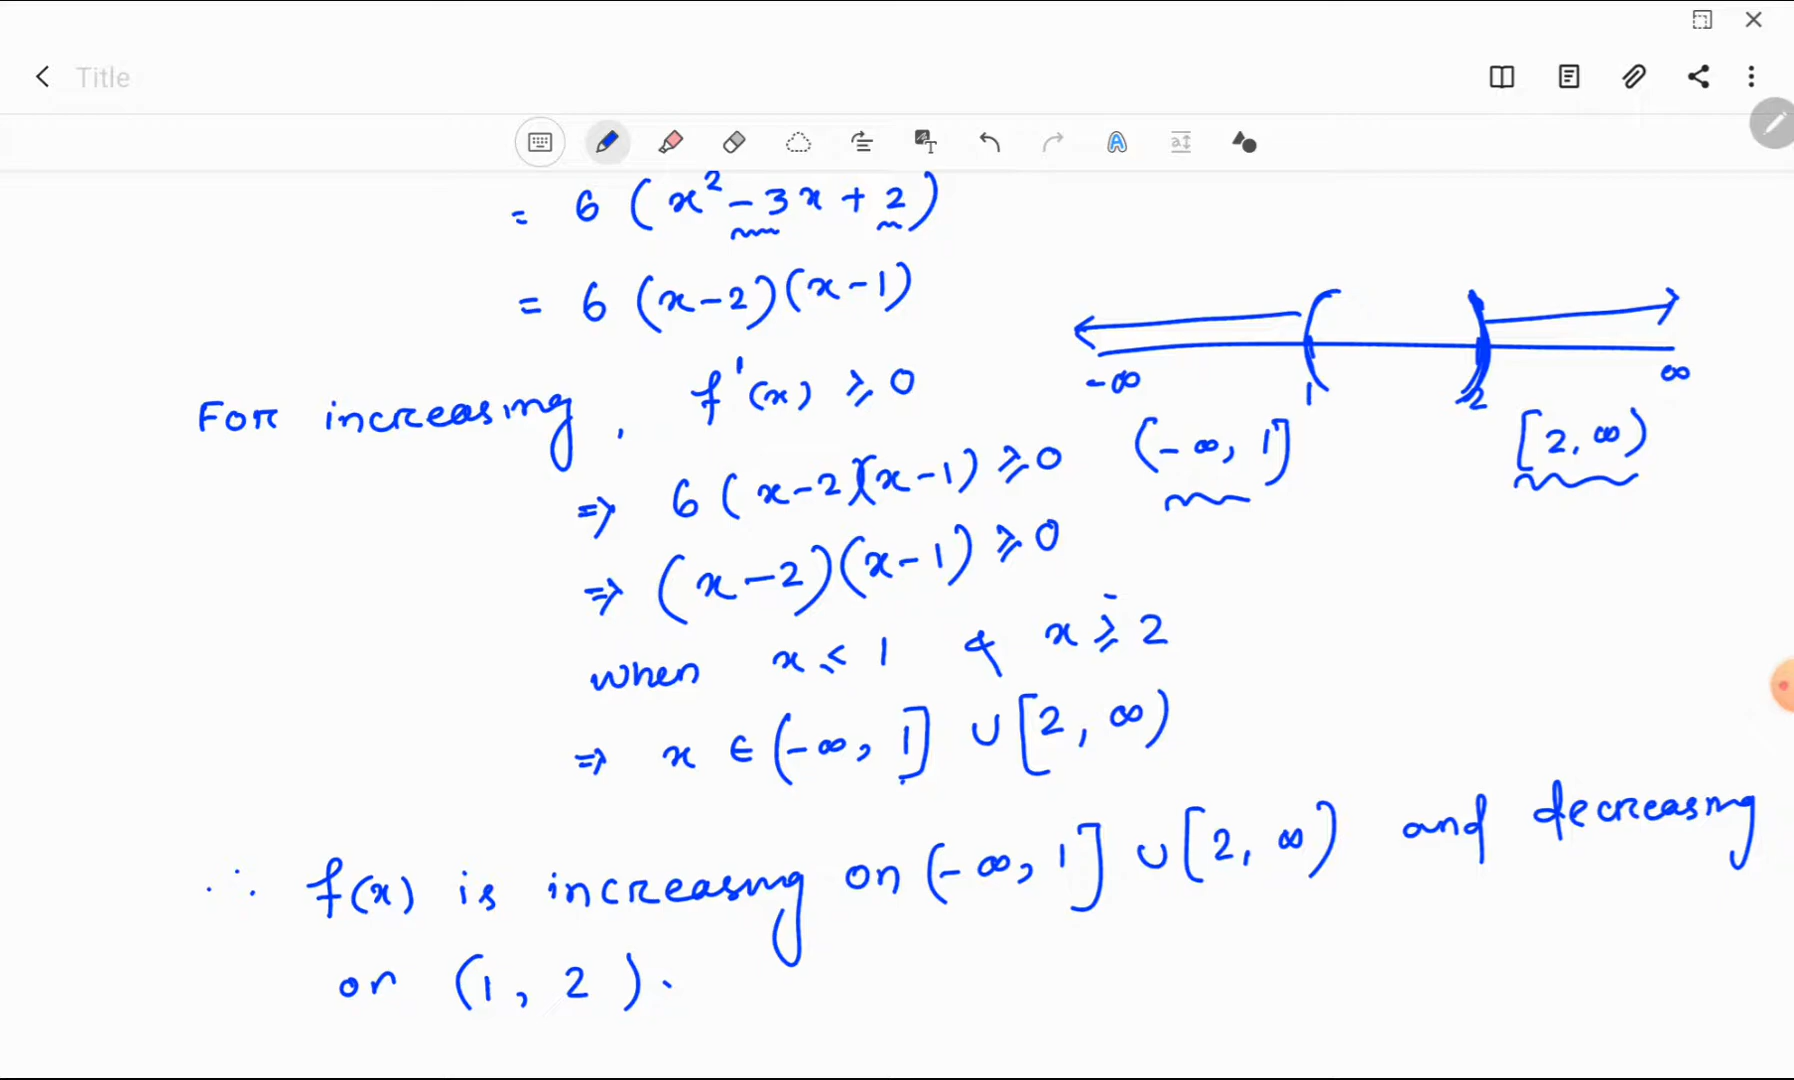 Title
= 6 (x² - 3x + 2)
= 6 (x-2)(x-1)
For increasing, f'(x) ⩾ 0
⇒ 6 (x-2)(x-1) ⩾ 0
⇒ (x-2)(x-1) ⩾ 0
when x ⩽ 1 & x ⩾ 2
⇒ x ∈ (-∞, 1] ∪ [2, ∞)
∴ f(x) is increasing on (-∞, 1] ∪ [2, ∞) and decreasing
on (1, 2).
-∞ 1 2 ∞
(-∞, 1] [2, ∞)